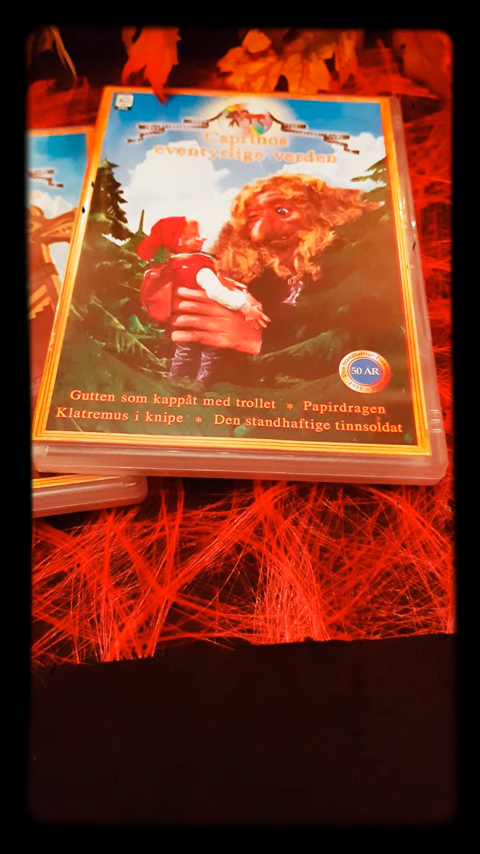 Caprinos
eventyrlige verden
50 ÅR
Gutten som kappåt med trollet * Papirdragen
Klatremus i knipe * Den standhaftige tinnsoldat